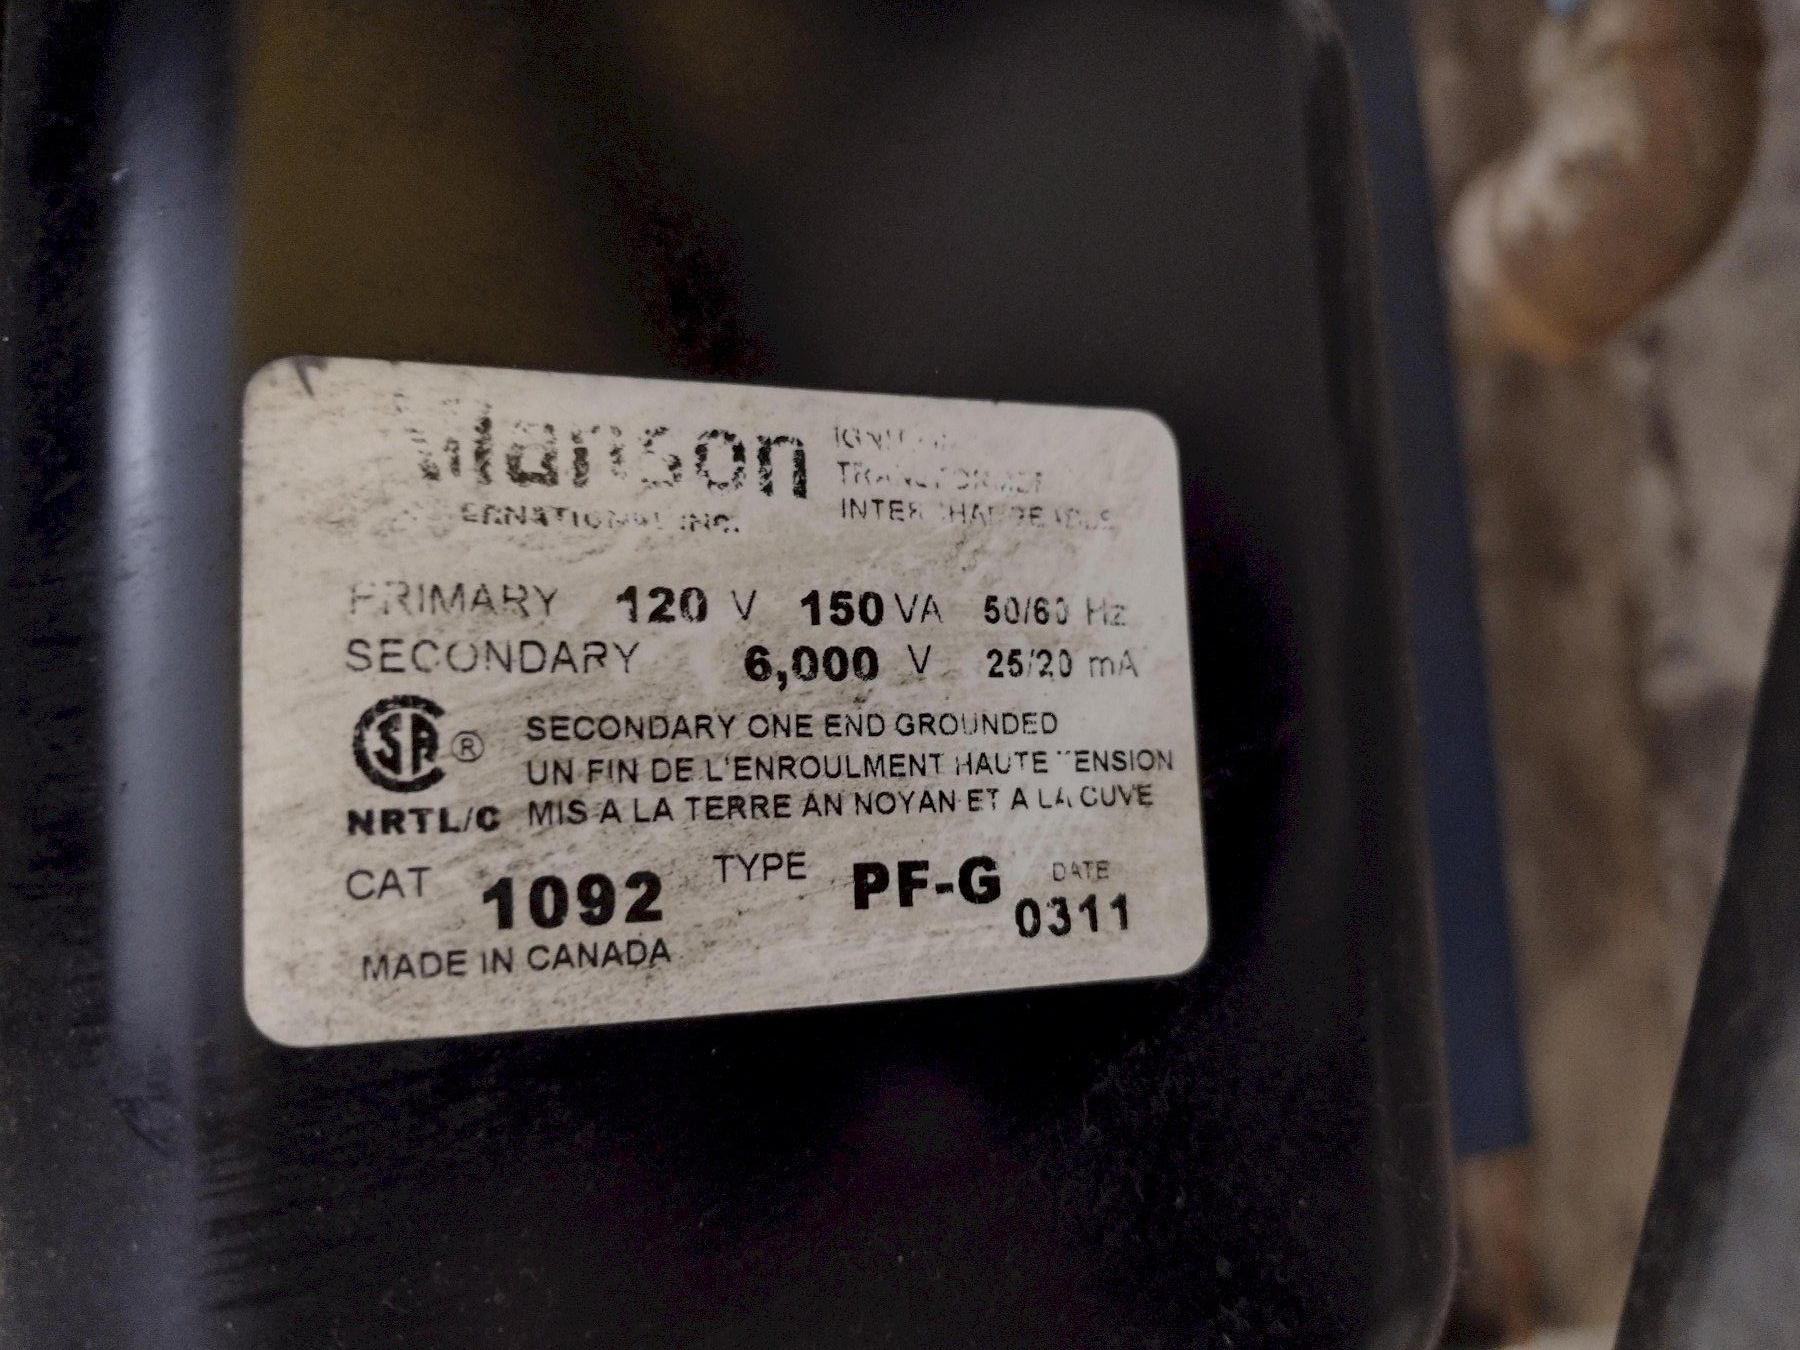 INC.
PRIMARY 120 V 150 VA 50/60 Hz
SECONDARY 6,000 V 25/20 mA
SA ®
SECONDARY ONE END GROUNDED
UN FIN DE L'ENROULMENT HAUTE TENSION
NRTL/C MIS A LA TERRE AN NOYAN ET A LA CUVE
CAT 1092 TYPE PF-G DATE 0311
MADE IN CANADA